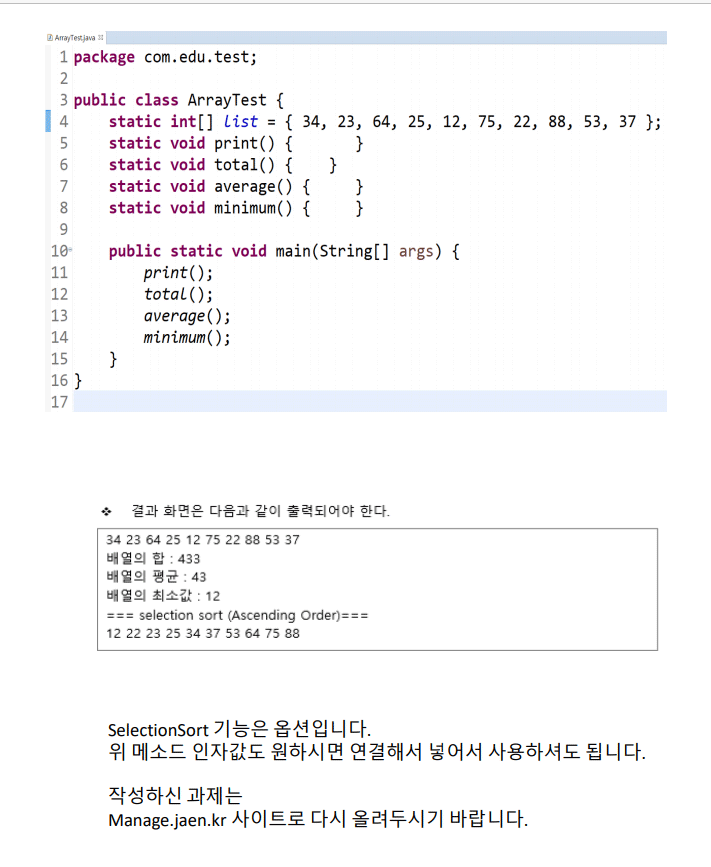 ArrayTest.java
1 package com.edu.test;
2
3 public class ArrayTest {
4 static int[] list = { 34, 23, 64, 25, 12, 75, 22, 88, 53, 37 };
5 static void print() { }
6 static void total() { }
7 static void average() { }
8 static void minimum() { }
9
10 public static void main(String[] args) {
11 print();
12 total();
13 average();
14 minimum();
15 }
16 }
17
❖ 결과 화면은 다음과 같이 출력되어야 한다.
34 23 64 25 12 75 22 88 53 37
배열의 합 : 433
배열의 평균 : 43
배열의 최소값 : 12
=== selection sort (Ascending Order)===
12 22 23 25 34 37 53 64 75 88
SelectionSort 기능은 옵션입니다.
위 메소드 인자값도 원하시면 연결해서 넣어서 사용하셔도 됩니다.
작성하신 과제는
Manage.jaen.kr 사이트로 다시 올려두시기 바랍니다.